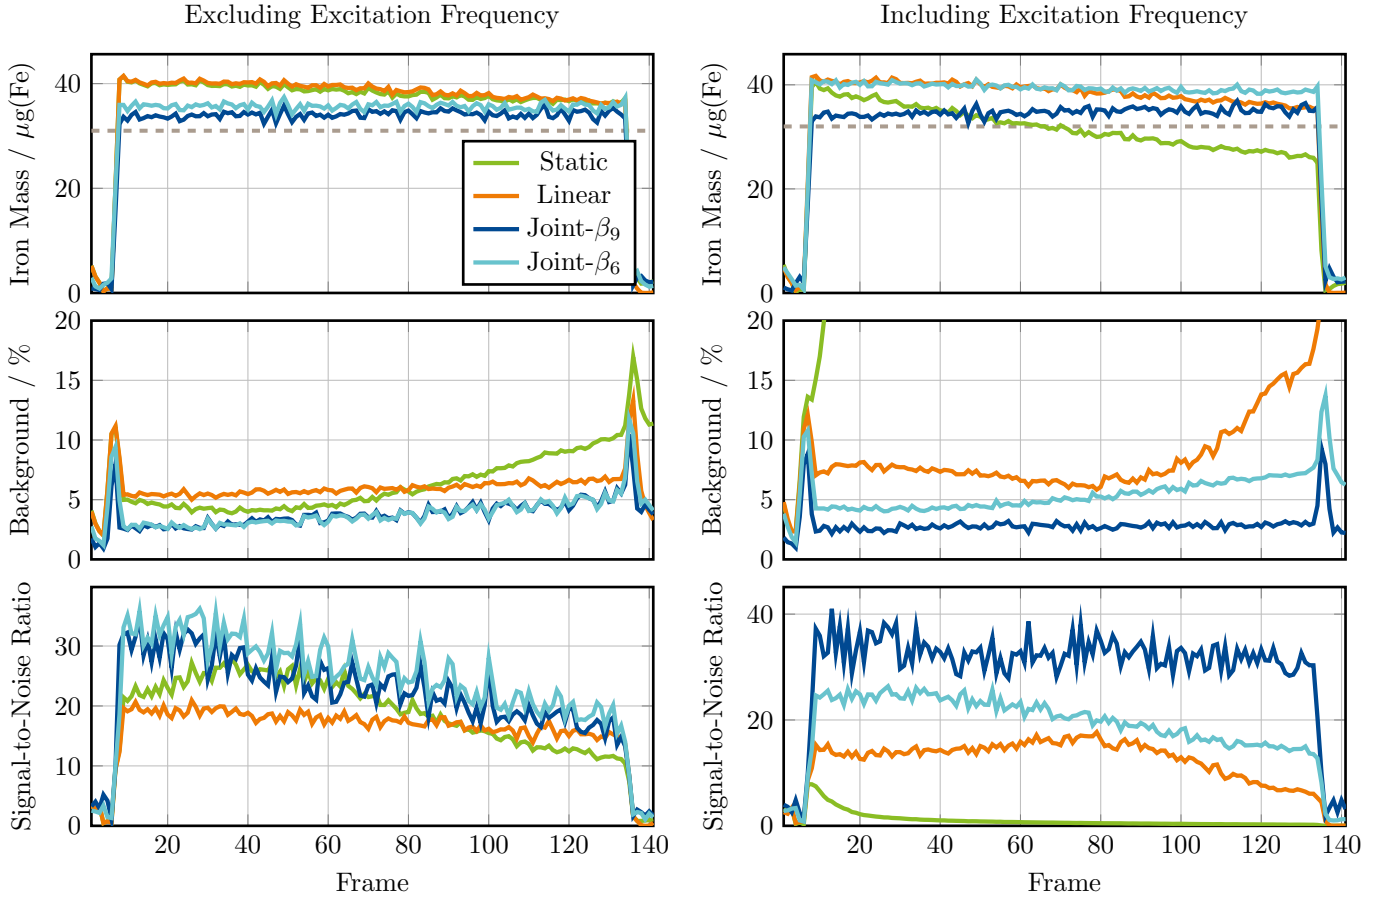 Excluding Excitation Frequency
Including Excitation Frequency
Iron Mass / μg(Fe)
40
20
0
Static
Linear
Joint-β₉
Joint-β₆
Iron Mass / μg(Fe)
40
20
0
Background / %
20
15
10
5
0
Background / %
20
15
10
5
0
Signal-to-Noise Ratio
30
20
10
0
20 40 60 80 100 120 140
Frame
Signal-to-Noise Ratio
40
20
0
20 40 60 80 100 120 140
Frame